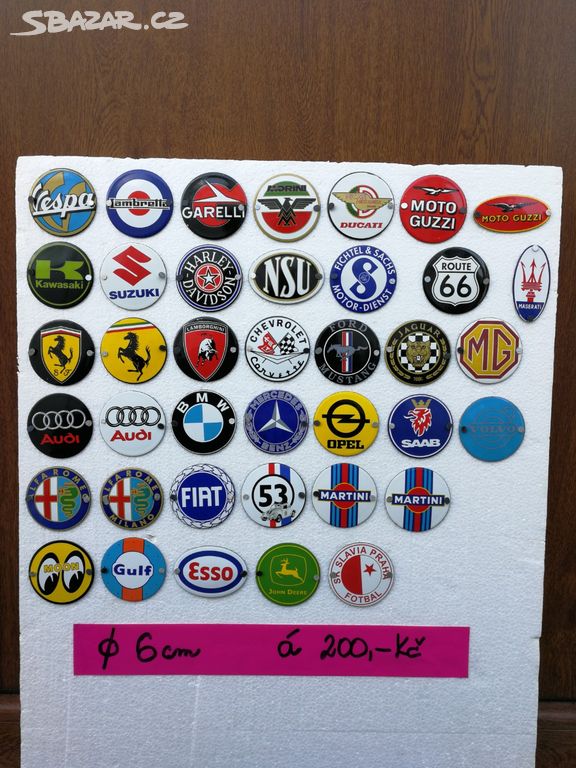 SBAZAR.CZ
Vespa
Lambretta
GARELLI
MORINI
DUCATI
MOTO GUZZI
MOTO GUZZI
Kawasaki
SUZUKI
HARLEY-DAVIDSON
NSU
FICHTEL & SACHS
MOTOR-DIENST
ROUTE
66
MASERATI
S F
LAMBORGHINI
CHEVROLET
Corvette
FORD
MUSTANG
JAGUAR
MG
Audi
Audi
BMW
MERCEDES
BENZ
OPEL
SAAB
VOLVO
ALFA ROMEO
ALFA ROMEO
MILANO
FIAT
53
MARTINI
MARTINI
MOON
Gulf
Esso
JOHN DEERE
SK SLAVIA PRAHA
FOTBAL
ϕ 6cm á 200,-Kč